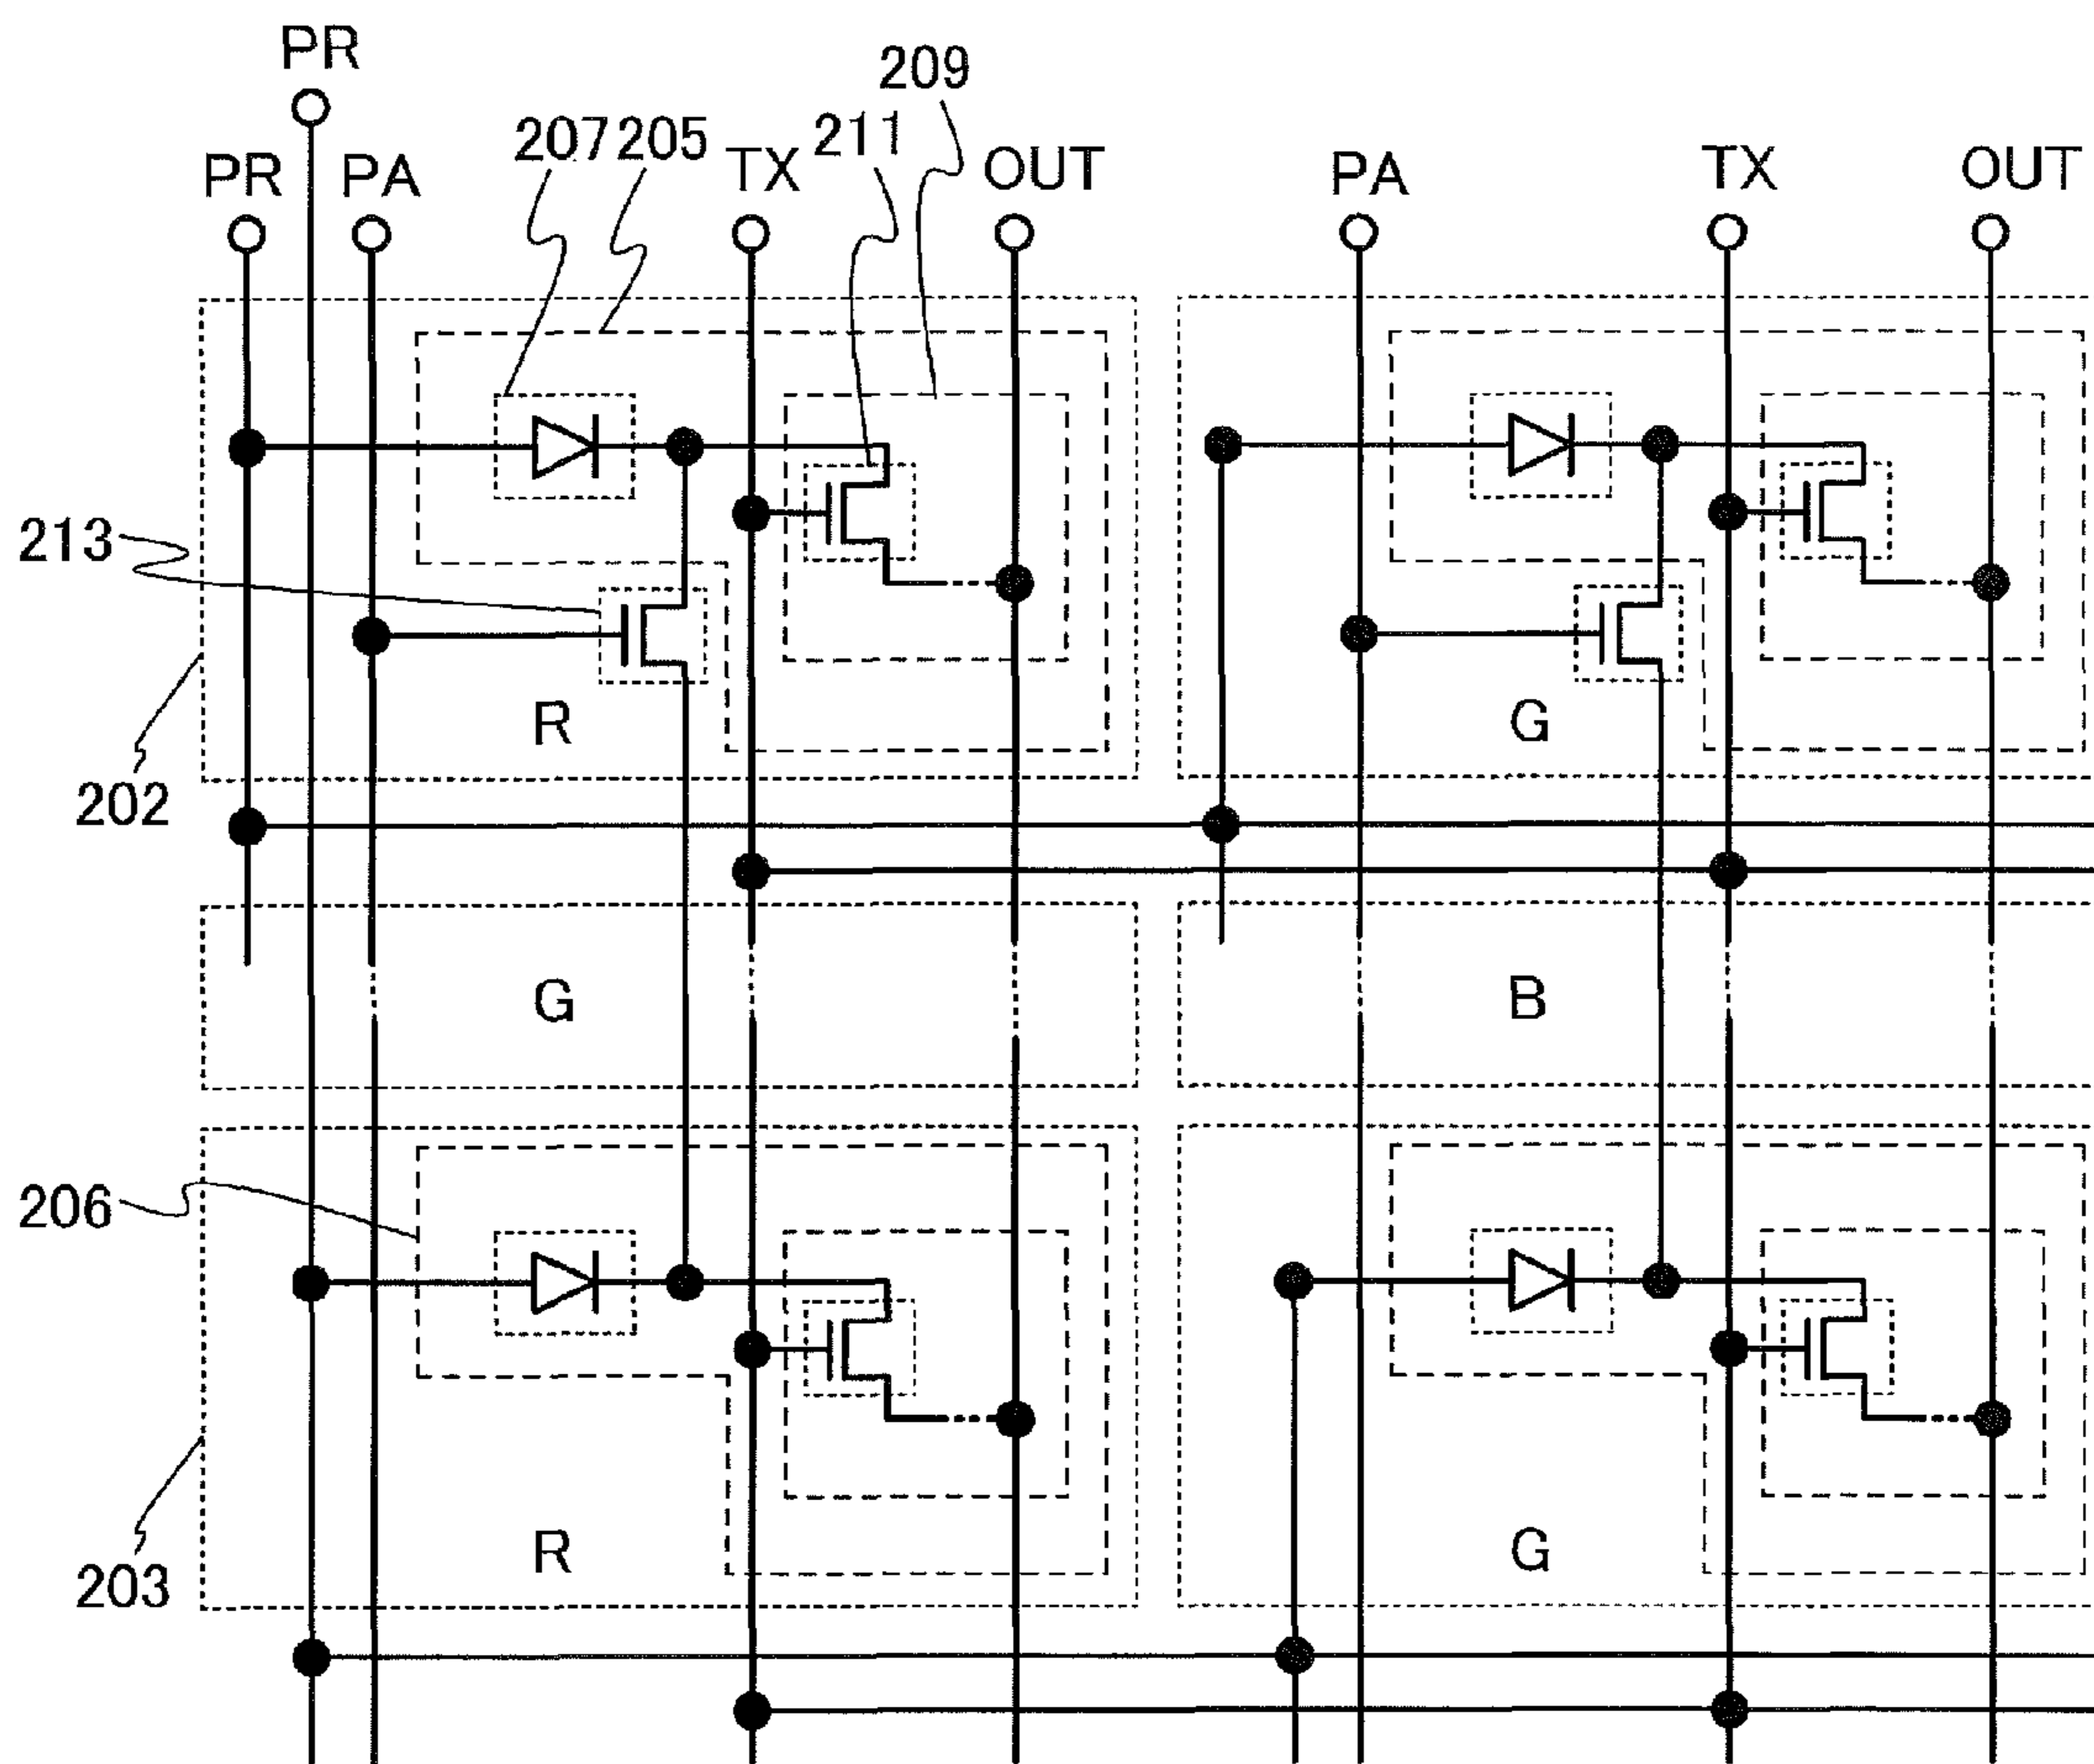 PR
209
207 205 TX 211 OUT
PR PA
PA TX OUT
213
R
G
202
G
B
206
R
G
203